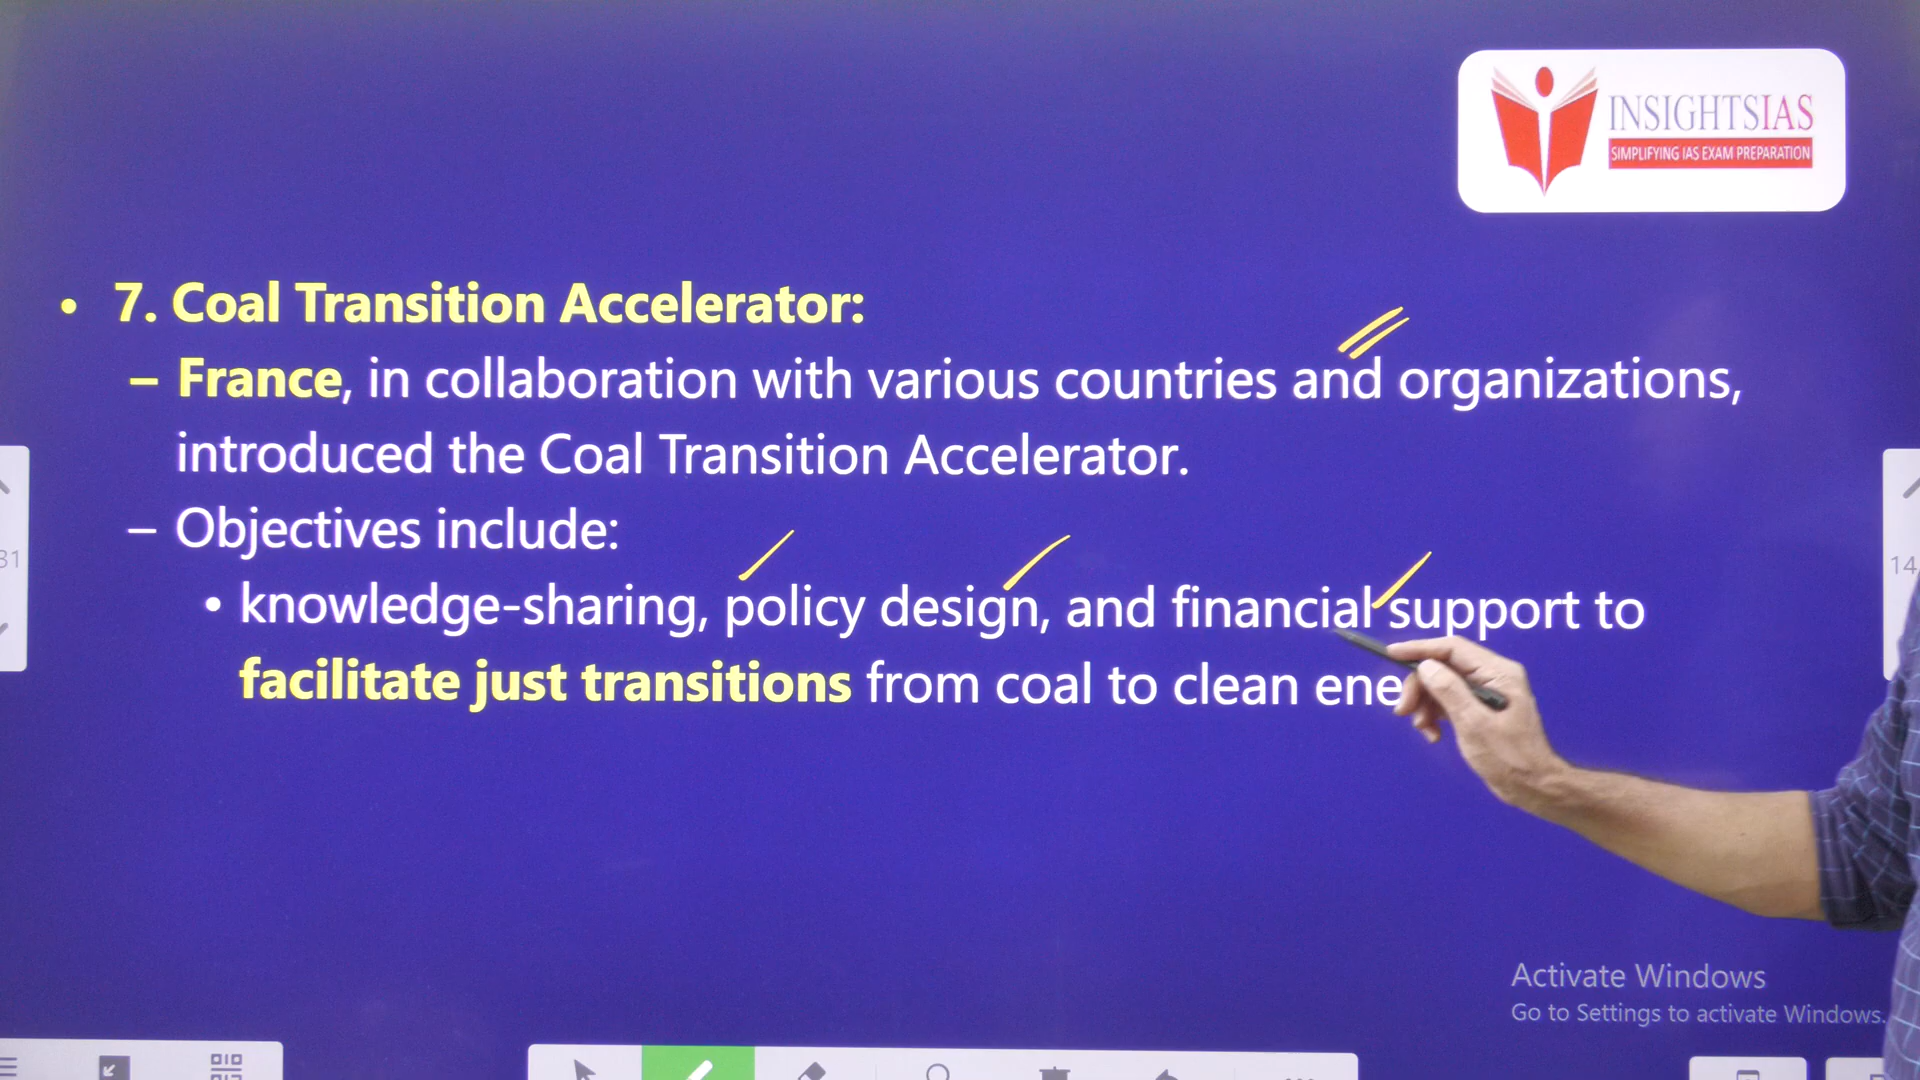 INSIGHTSIAS
SIMPLIFYING IAS EXAM PREPARATION
• 7. Coal Transition Accelerator:
– France, in collaboration with various countries and organizations,
introduced the Coal Transition Accelerator.
– Objectives include:
• knowledge-sharing, policy design, and financial support to
facilitate just transitions from coal to clean ene
31
14
Activate Windows
Go to Settings to activate Windows.